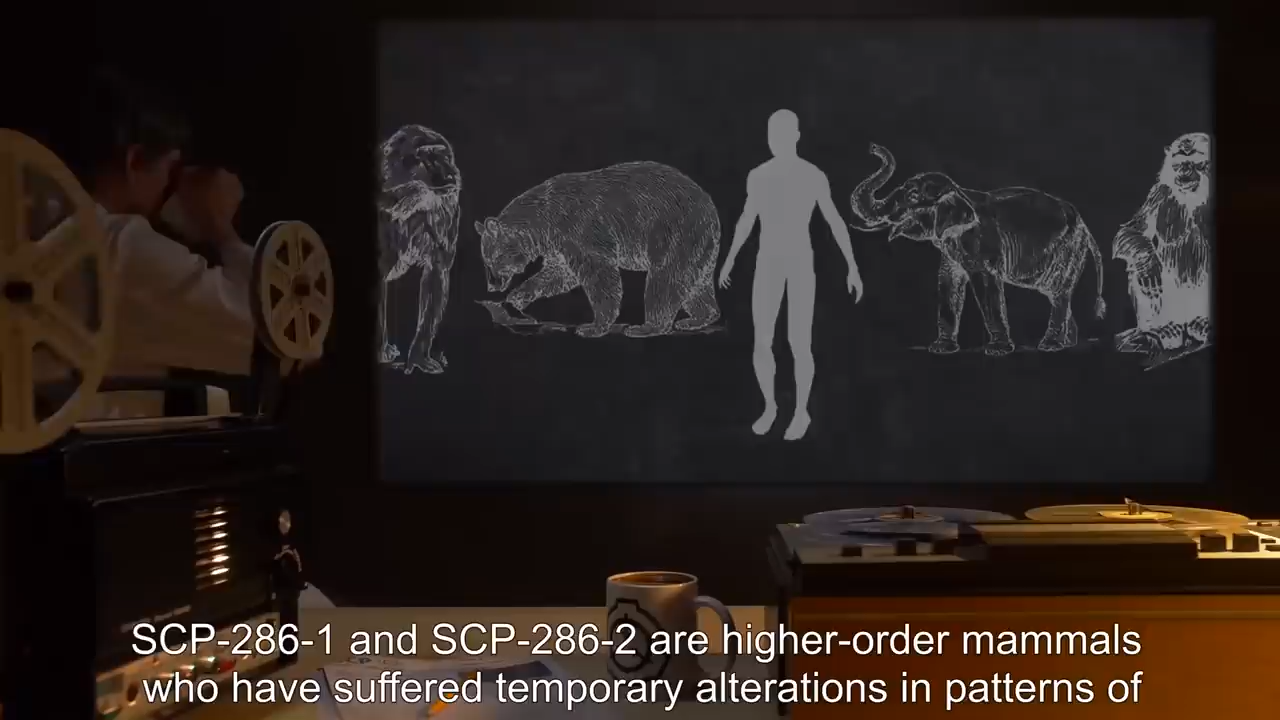 SCP-286-1 and SCP-286-2 are higher-order mammals
who have suffered temporary alterations in patterns of